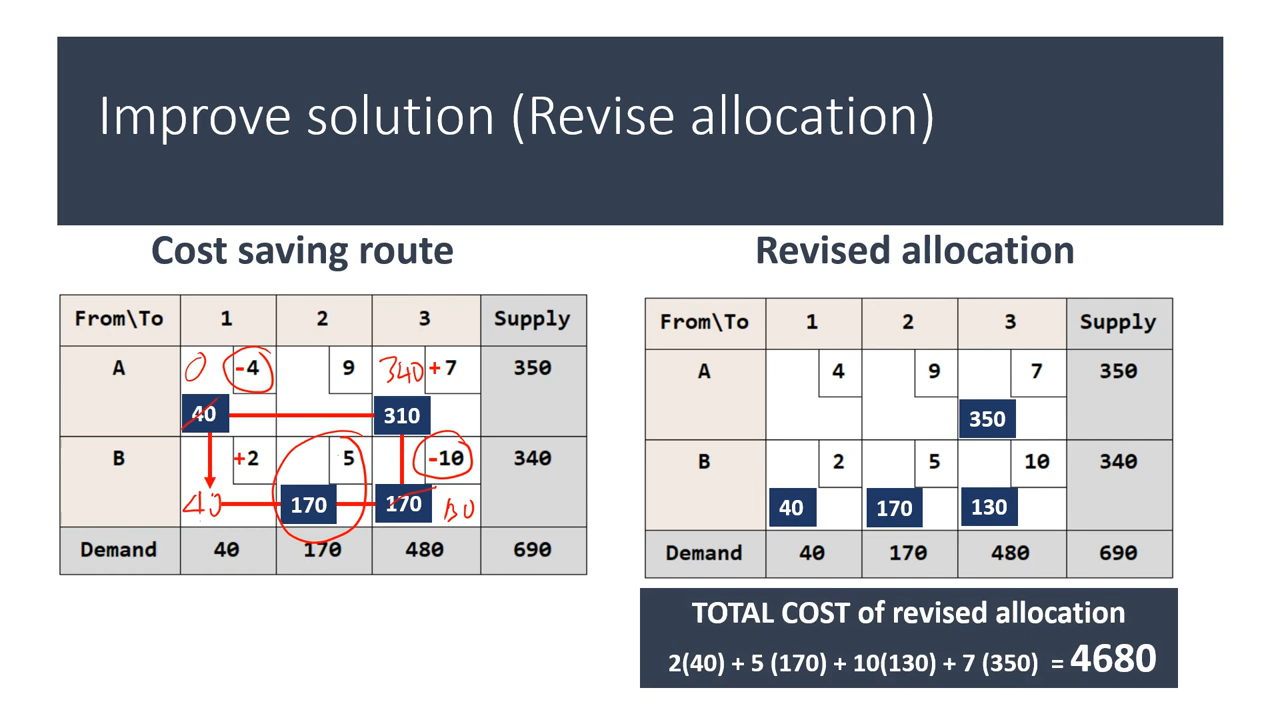 Improve solution (Revise allocation)
Cost saving route
From\To 1 2 3 Supply
A 0 -4 9 340 +7 350
40 310
B +2 5 -10 340
40 170 170 130
Demand 40 170 480 690
Revised allocation
From\To 1 2 3 Supply
A 4 9 7 350
350
B 2 5 10 340
40 170 130
Demand 40 170 480 690
TOTAL COST of revised allocation
2(40) + 5 (170) + 10(130) + 7 (350) = 4680